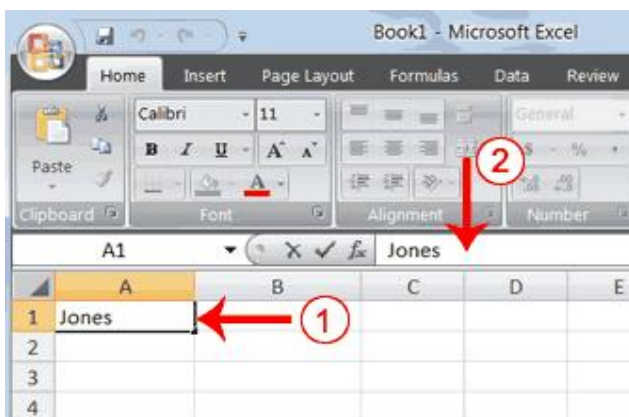 Book1 - Microsoft Excel
Home Insert Page Layout Formulas Data Review
Calibri 11 General
Paste B I U A A $ % ,
A
Clipboard Font Alignment Number
2
A1 fx Jones
A B C D E
1 Jones 1
2
3
4